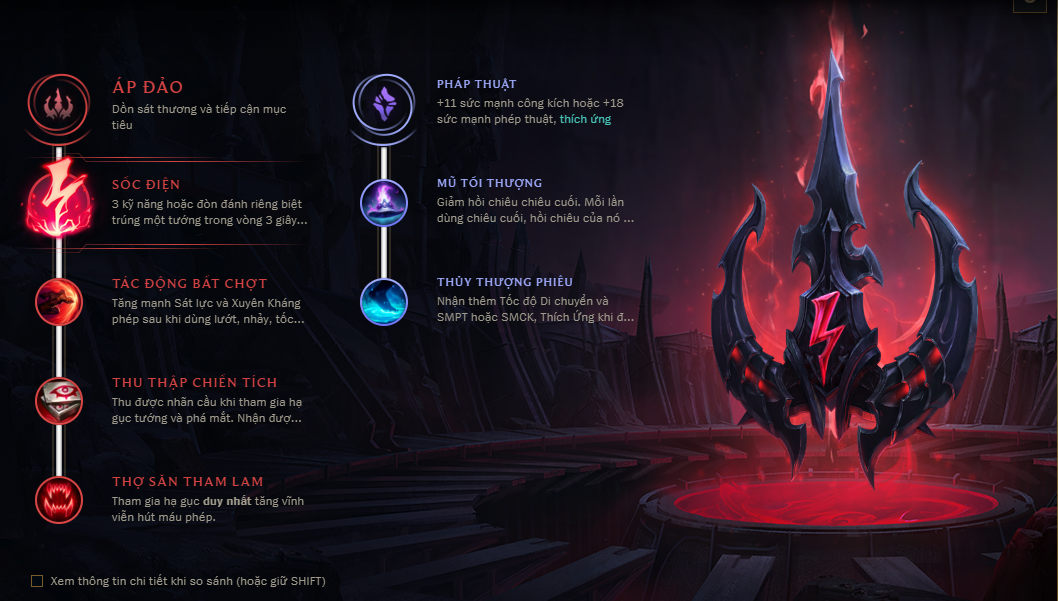 ÁP ĐẢO
Dồn sát thương và tiếp cận mục
tiêu
SỐC ĐIỆN
3 kỹ năng hoặc đòn đánh riêng biệt
trúng một tướng trong vòng 3 giây...
TÁC ĐỘNG BẤT CHỢT
Tăng mạnh Sát lực và Xuyên Kháng
phép sau khi dùng lướt, nhảy, tốc...
THU THẬP CHIẾN TÍCH
Thu được nhãn cầu khi tham gia hạ
gục tướng và phá mắt. Nhận đượ...
THỢ SĂN THAM LAM
Tham gia hạ gục duy nhất tăng vĩnh
viễn hút máu phép.
PHÁP THUẬT
+11 sức mạnh công kích hoặc +18
sức mạnh phép thuật, thích ứng
MŨ TỐI THƯỢNG
Giảm hồi chiêu chiêu cuối. Mỗi lần
dùng chiêu cuối, hồi chiêu của nó ...
THỦY THƯỢNG PHIÊU
Nhận thêm Tốc độ Di chuyển và
SMPT hoặc SMCK, Thích Ứng khi đ...
Xem thông tin chi tiết khi so sánh (hoặc giữ SHIFT)